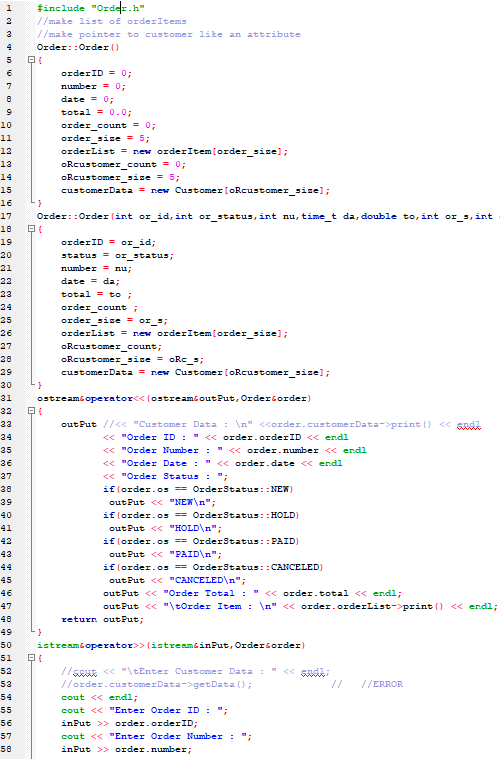 1 #include "Order.h"
2 //make list of orderItems
3 //make pointer to customer like an attribute
4 Order::Order()
5 {
6 orderID = 0;
7 number = 0;
8 date = 0;
9 total = 0.0;
10 order_count = 0;
11 order_size = 5;
12 orderList = new orderItem[order_size];
13 oRcustomer_count = 0;
14 oRcustomer_size = 5;
15 customerData = new Customer[oRcustomer_size];
16 }
17 Order::Order(int or_id,int or_status,int nu,time_t da,double to,int or_s,int
18 {
19 orderID = or_id;
20 status = or_status;
21 number = nu;
22 date = da;
23 total = to ;
24 order_count ;
25 order_size = or_s;
26 orderList = new orderItem[order_size];
27 oRcustomer_count;
28 oRcustomer_size = oRc_s;
29 customerData = new Customer[oRcustomer_size];
30 }
31 ostream&operator<<(ostream&outPut,Order&order)
32 {
33 outPut //<< "Customer Data : \n" <<order.customerData->print() << endl
34 << "Order ID : " << order.orderID << endl
35 << "Order Number : " << order.number << endl
36 << "Order Date : " << order.date << endl
37 << "Order Status : ";
38 if(order.os == OrderStatus::NEW)
39 outPut << "NEW\n";
40 if(order.os == OrderStatus::HOLD)
41 outPut << "HOLD\n";
42 if(order.os == OrderStatus::PAID)
43 outPut << "PAID\n";
44 if(order.os == OrderStatus::CANCELED)
45 outPut << "CANCELED\n";
46 outPut << "Order Total : " << order.total << endl;
47 outPut << "\tOrder Item : \n" << order.orderList->print() << endl;
48 return outPut;
49 }
50 istream&operator>>(istream&inPut,Order&order)
51 {
52 //cout << "\tEnter Customer Data : " << endl;
53 //order.customerData->getData(); // //ERROR
54 cout << endl;
55 cout << "Enter Order ID : ";
56 inPut >> order.orderID;
57 cout << "Enter Order Number : ";
58 inPut >> order.number;